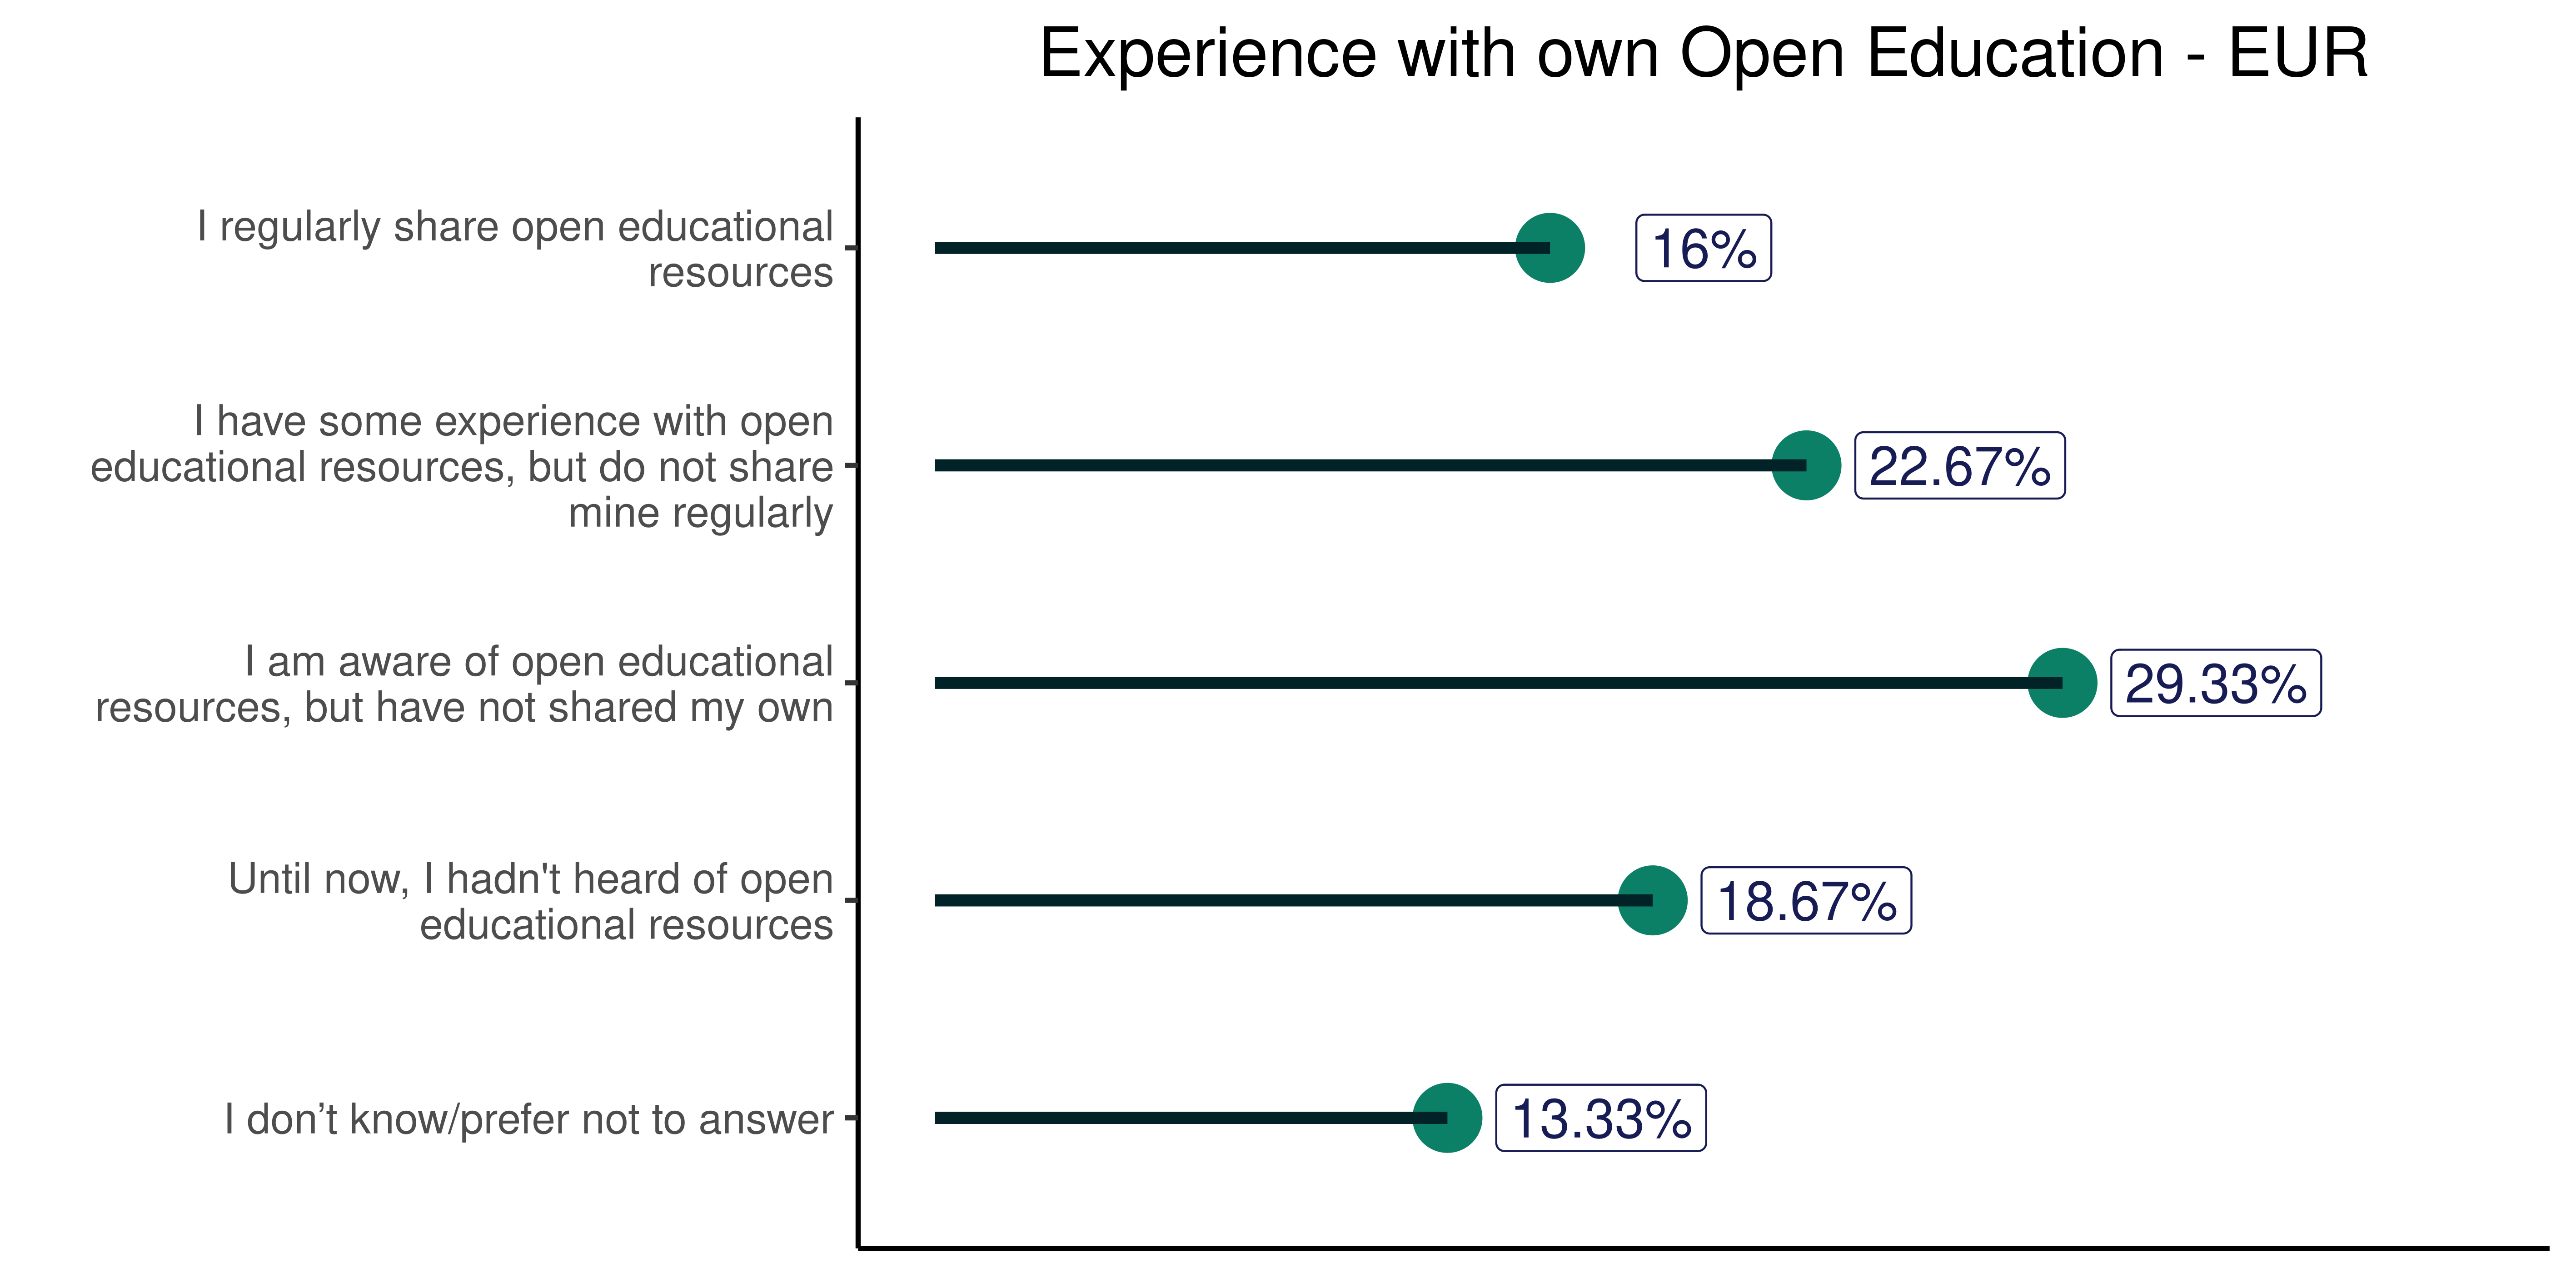 Experience with own Open Education - EUR
I regularly share open educational
resources
16%
I have some experience with open
educational resources, but do not share
mine regularly
22.67%
I am aware of open educational
resources, but have not shared my own
29.33%
Until now, I hadn't heard of open
educational resources
18.67%
I don’t know/prefer not to answer
13.33%